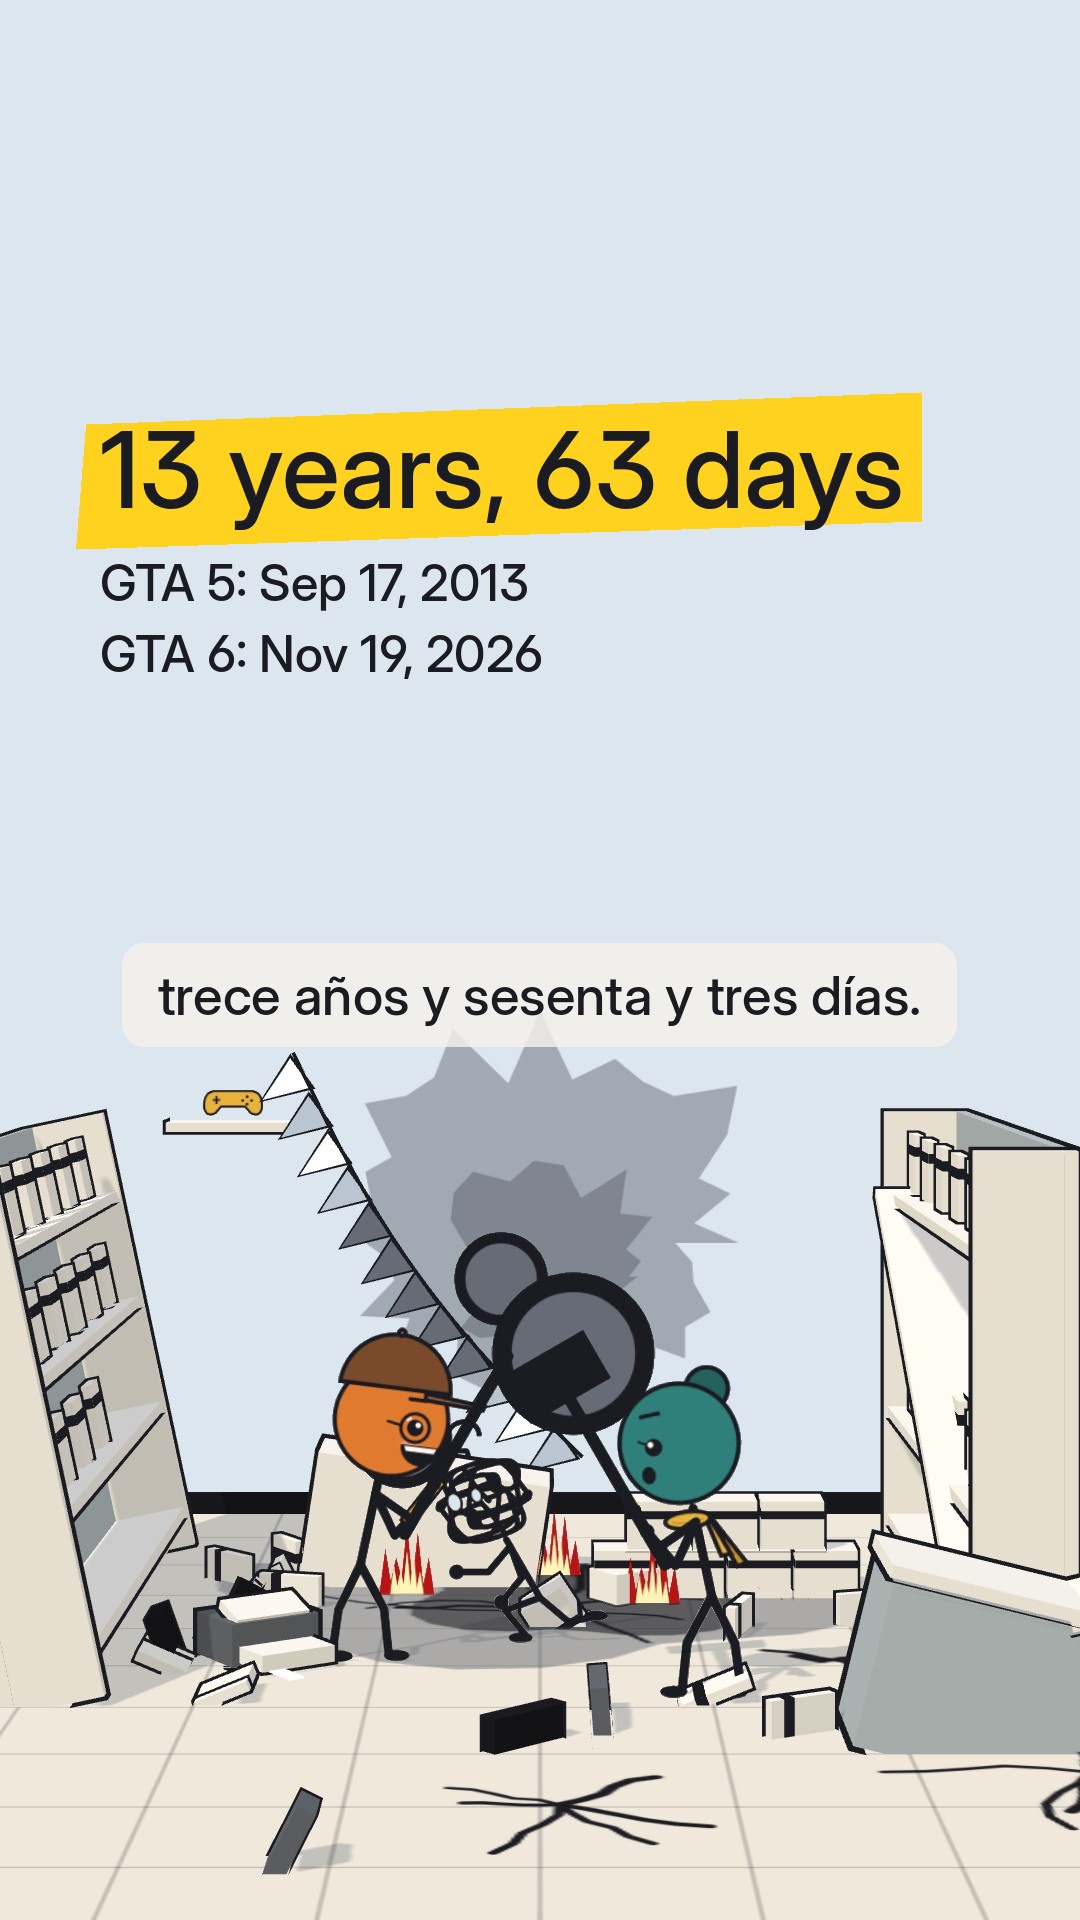 13 years, 63 days
GTA 5: Sep 17, 2013
GTA 6: Nov 19, 2026
trece años y sesenta y tres días.